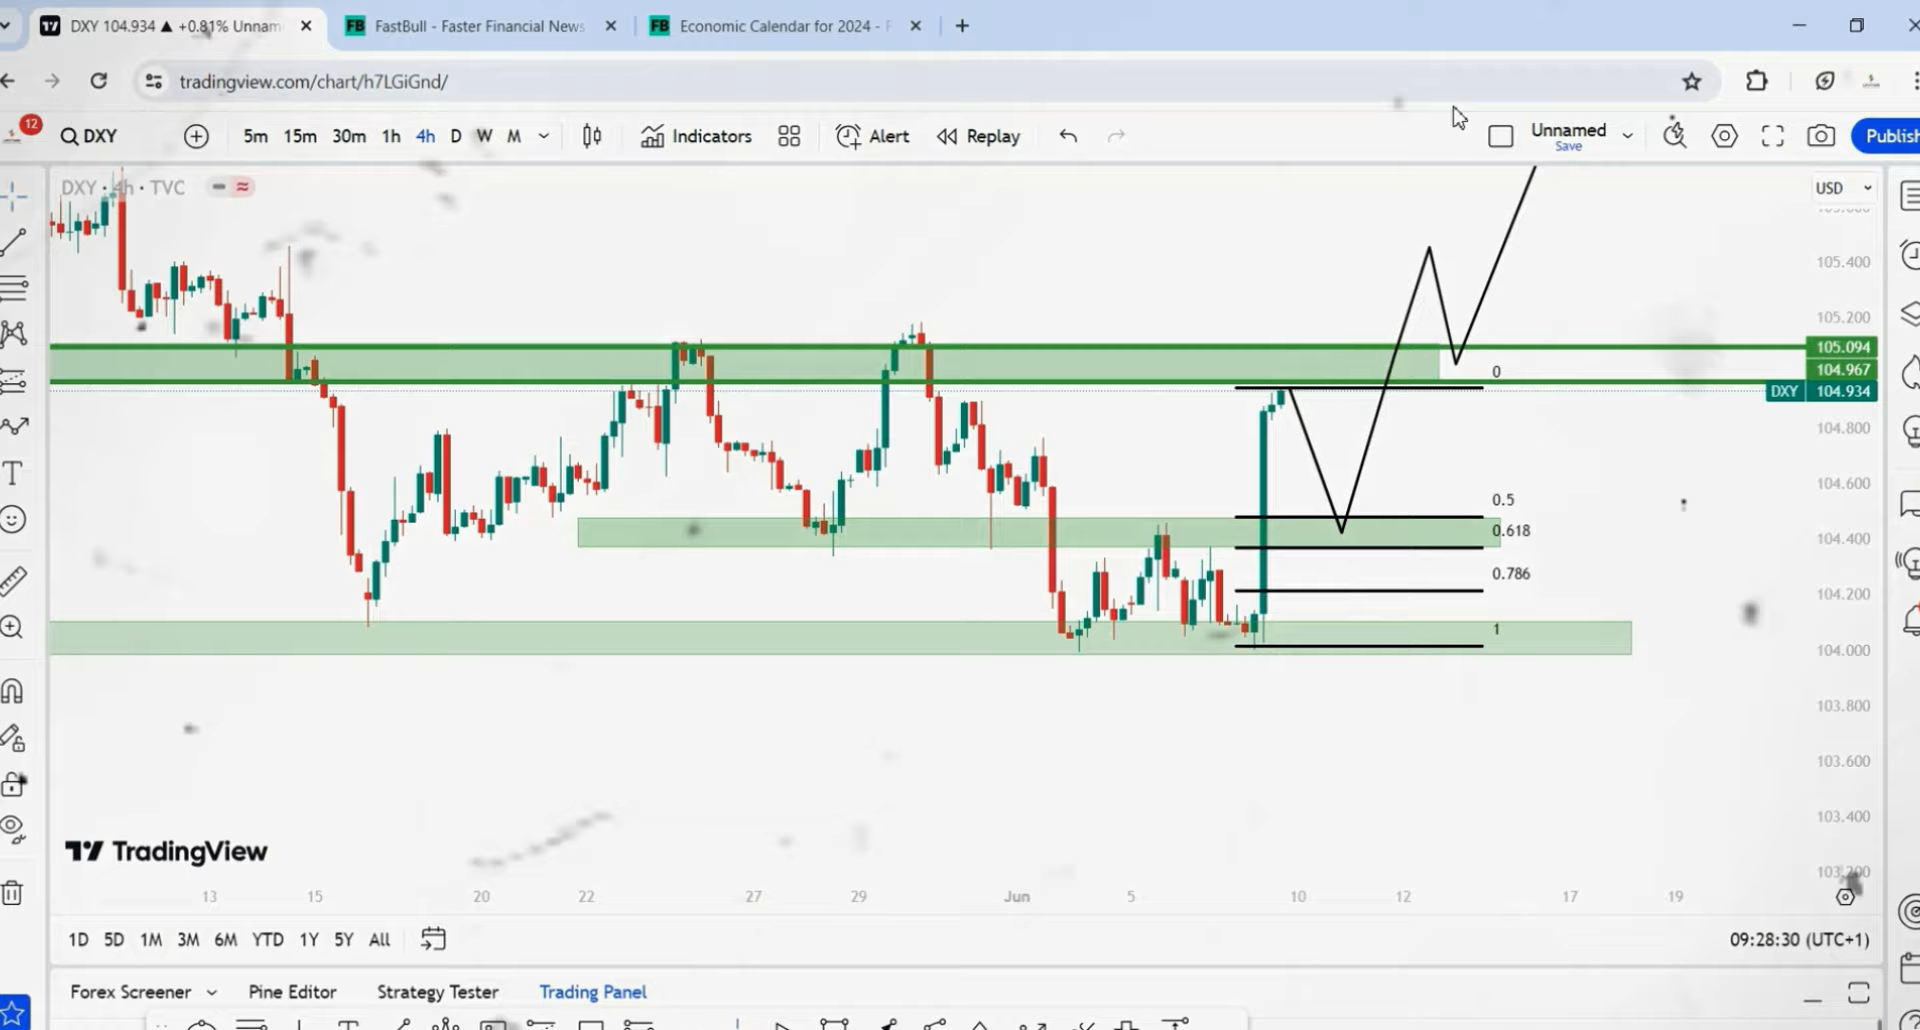 DXY 104.934 ▲ +0.81% Unnam
FastBull - Faster Financial News
Economic Calendar for 2024 - F
tradingview.com/chart/h7LGiGnd/
12
DXY
5m 15m 30m 1h 4h D W M
Indicators
Alert
Replay
Unnamed
Save
Publish
DXY · 4h · TVC
USD
105.400
105.200
105.094
104.967
DXY 104.934
104.800
104.600
104.400
104.200
104.000
103.800
103.600
103.400
103.200
0
0.5
0.618
0.786
1
TradingView
13 15 20 22 27 29 Jun 5 10 12 17 19
1D 5D 1M 3M 6M YTD 1Y 5Y All
09:28:30 (UTC+1)
Forex Screener Pine Editor Strategy Tester Trading Panel